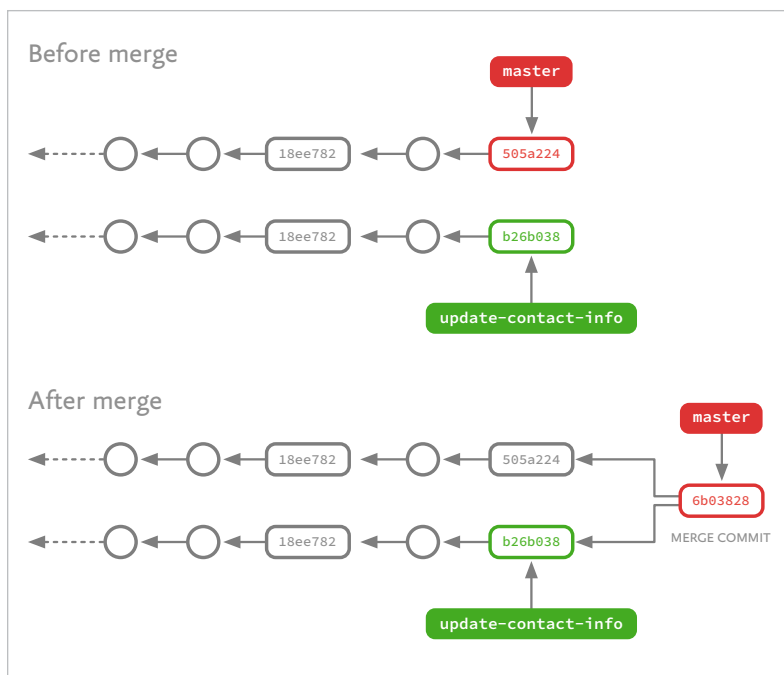 Before merge
master
18ee782
505a224
18ee782
b26b038
update-contact-info
After merge
master
18ee782
505a224
6b03828
18ee782
b26b038
MERGE COMMIT
update-contact-info